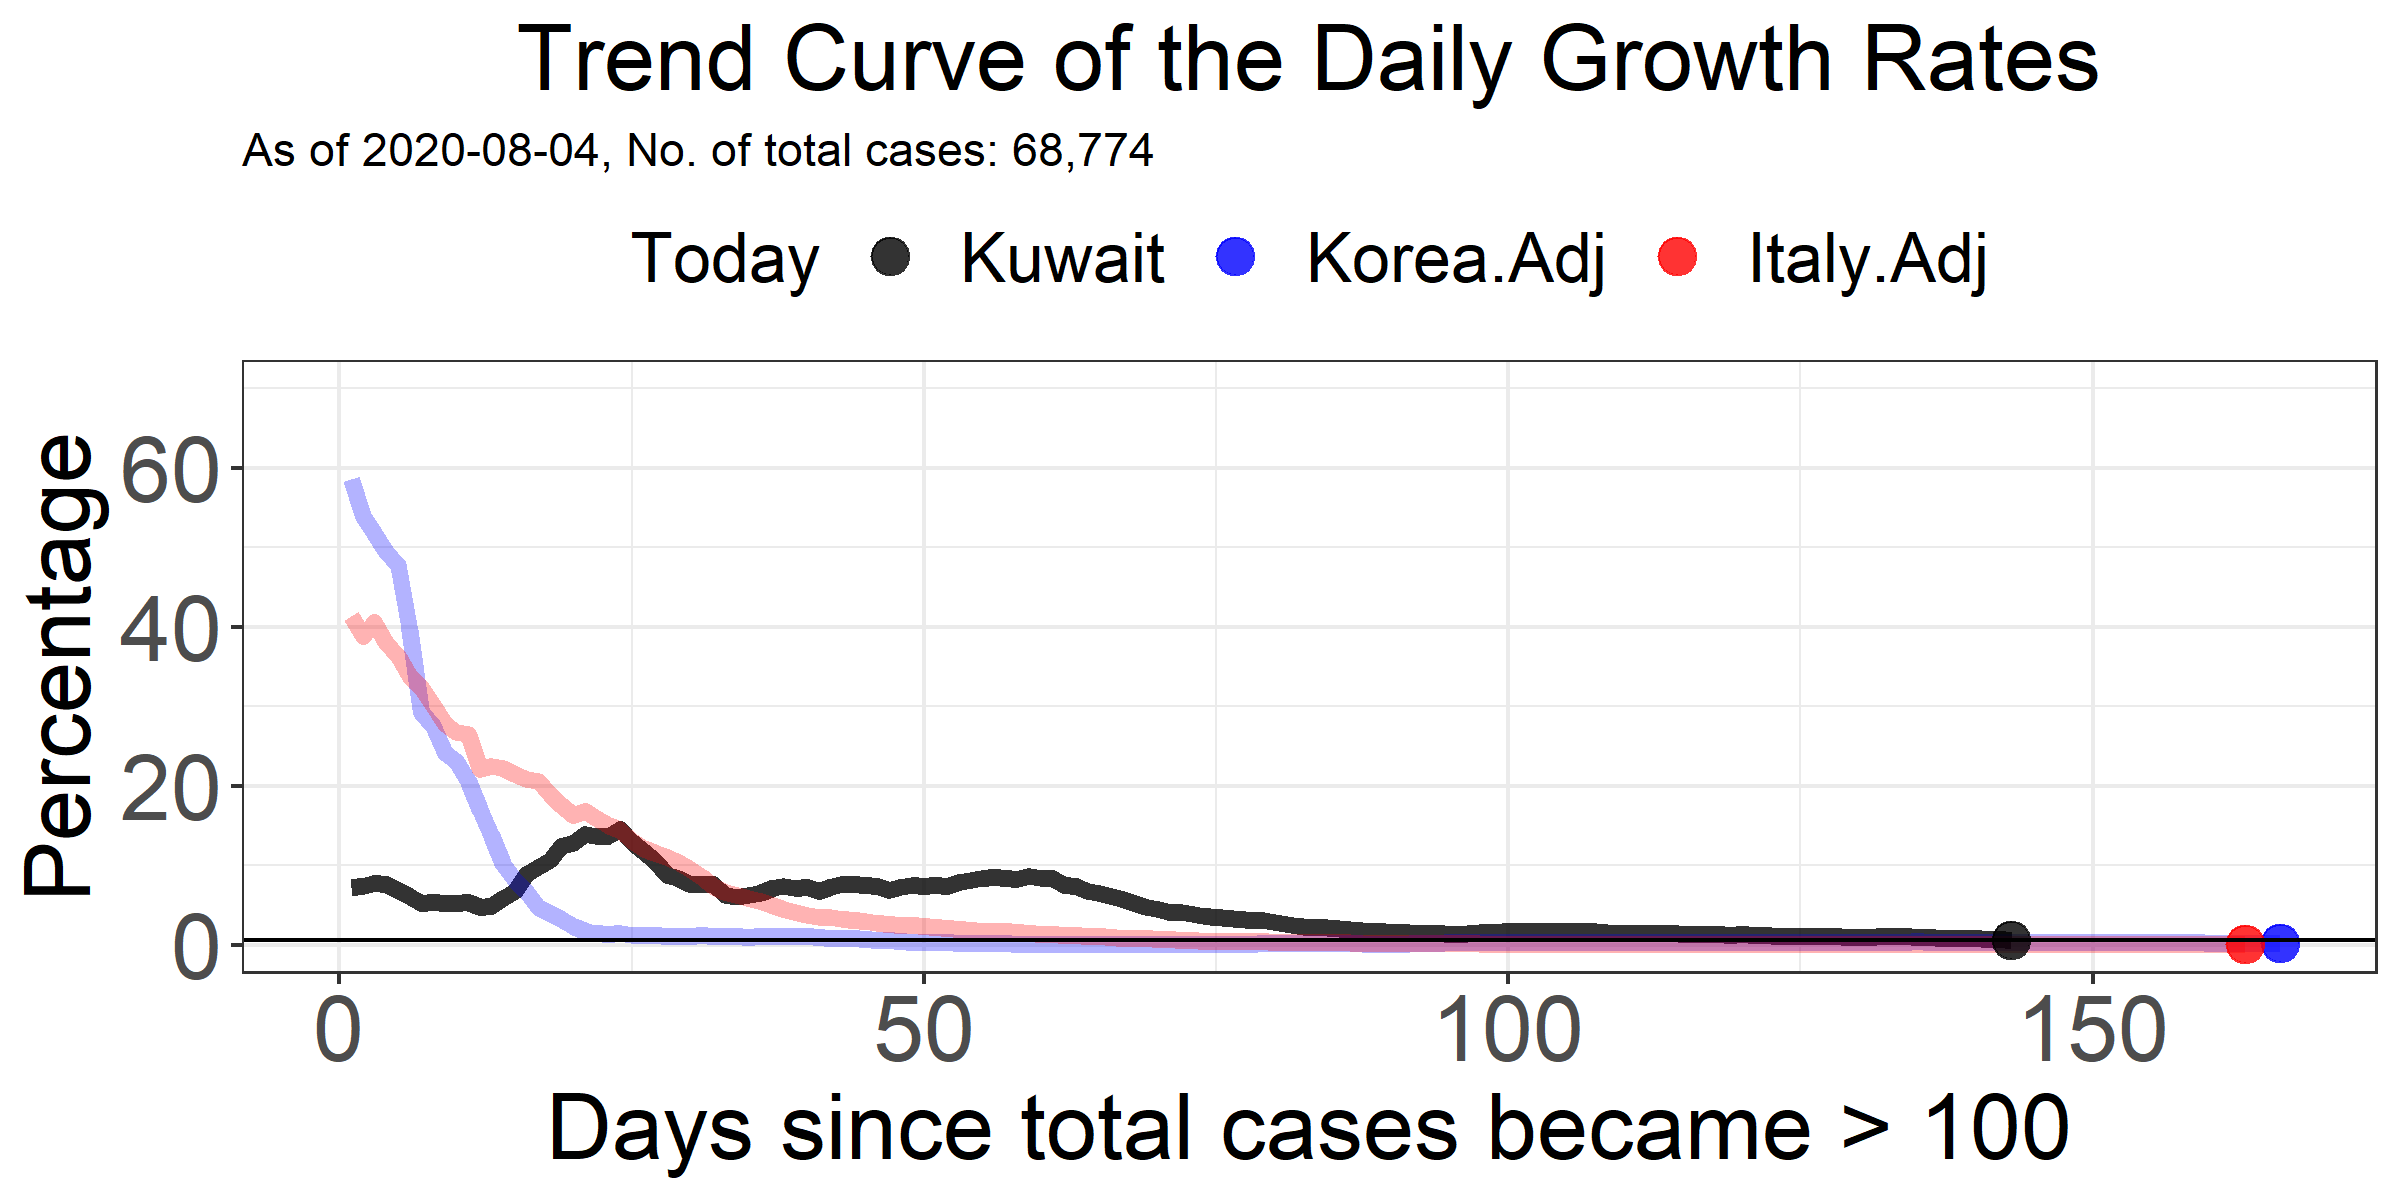 Trend Curve of the Daily Growth Rates
As of 2020-08-04, No. of total cases: 68,774
Today Kuwait Korea.Adj Italy.Adj
Percentage
60
40
20
0
0 50 100 150
Days since total cases became > 100